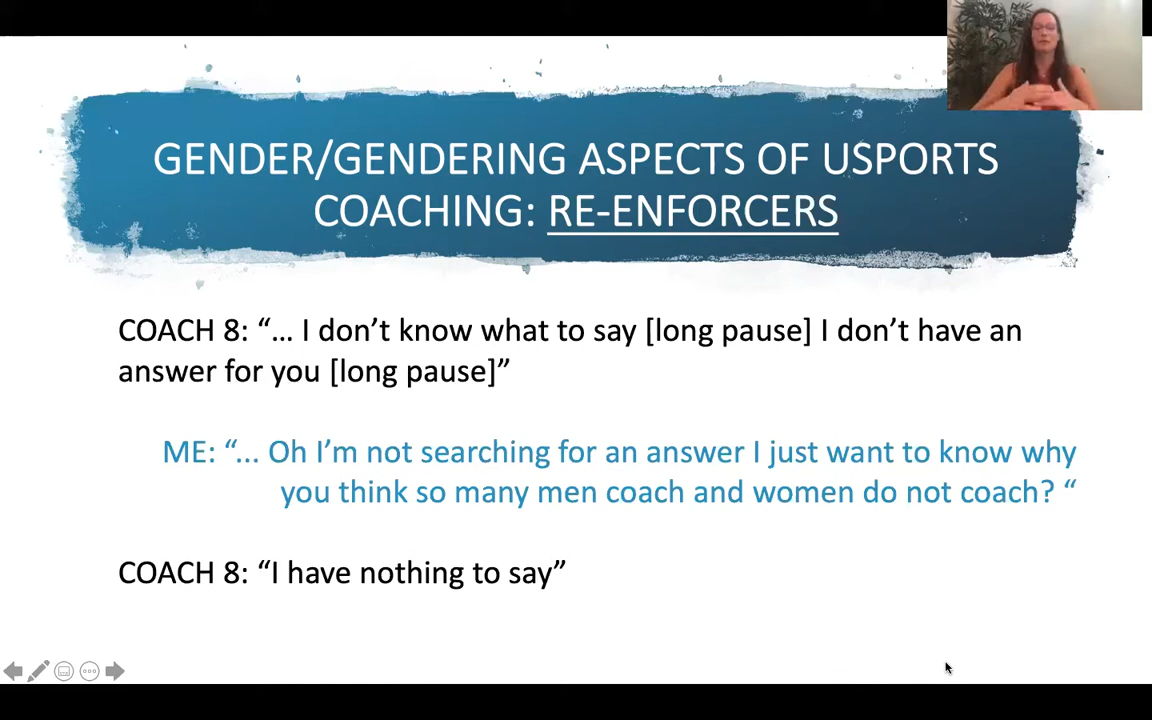 GENDER/GENDERING ASPECTS OF USPORTS
COACHING: RE-ENFORCERS
COACH 8: “... I don’t know what to say [long pause] I don’t have an
answer for you [long pause]”
ME: “... Oh I’m not searching for an answer I just want to know why
you think so many men coach and women do not coach? “
COACH 8: “I have nothing to say”